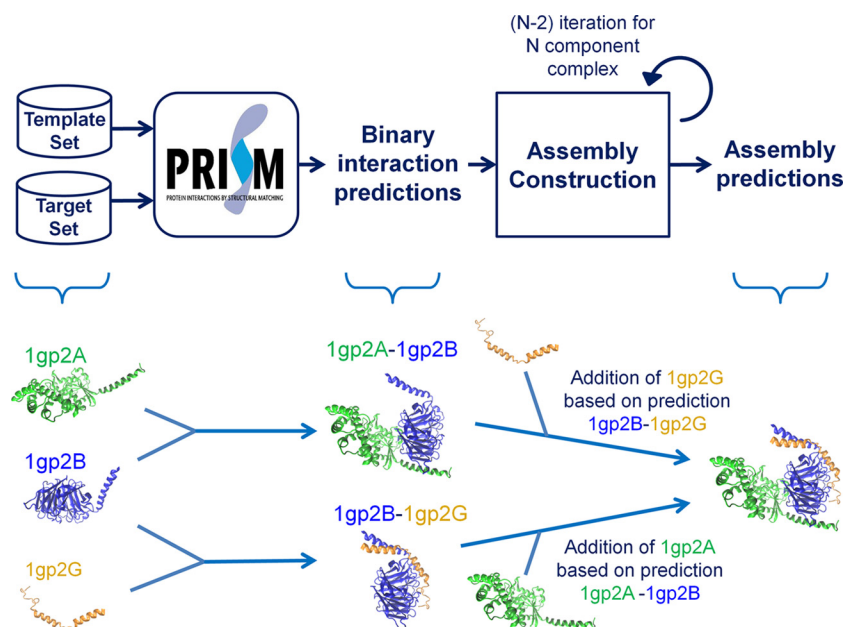 (N-2) iteration for
N component
complex
Template
Set
Target
Set
PRISM
PROTEIN INTERACTIONS BY STRUCTURAL MATCHING
Binary
interaction
predictions
Assembly
Construction
Assembly
predictions
1gp2A
1gp2B
1gp2G
1gp2A-1gp2B
1gp2B-1gp2G
Addition of 1gp2G
based on prediction
1gp2B-1gp2G
Addition of 1gp2A
based on prediction
1gp2A -1gp2B